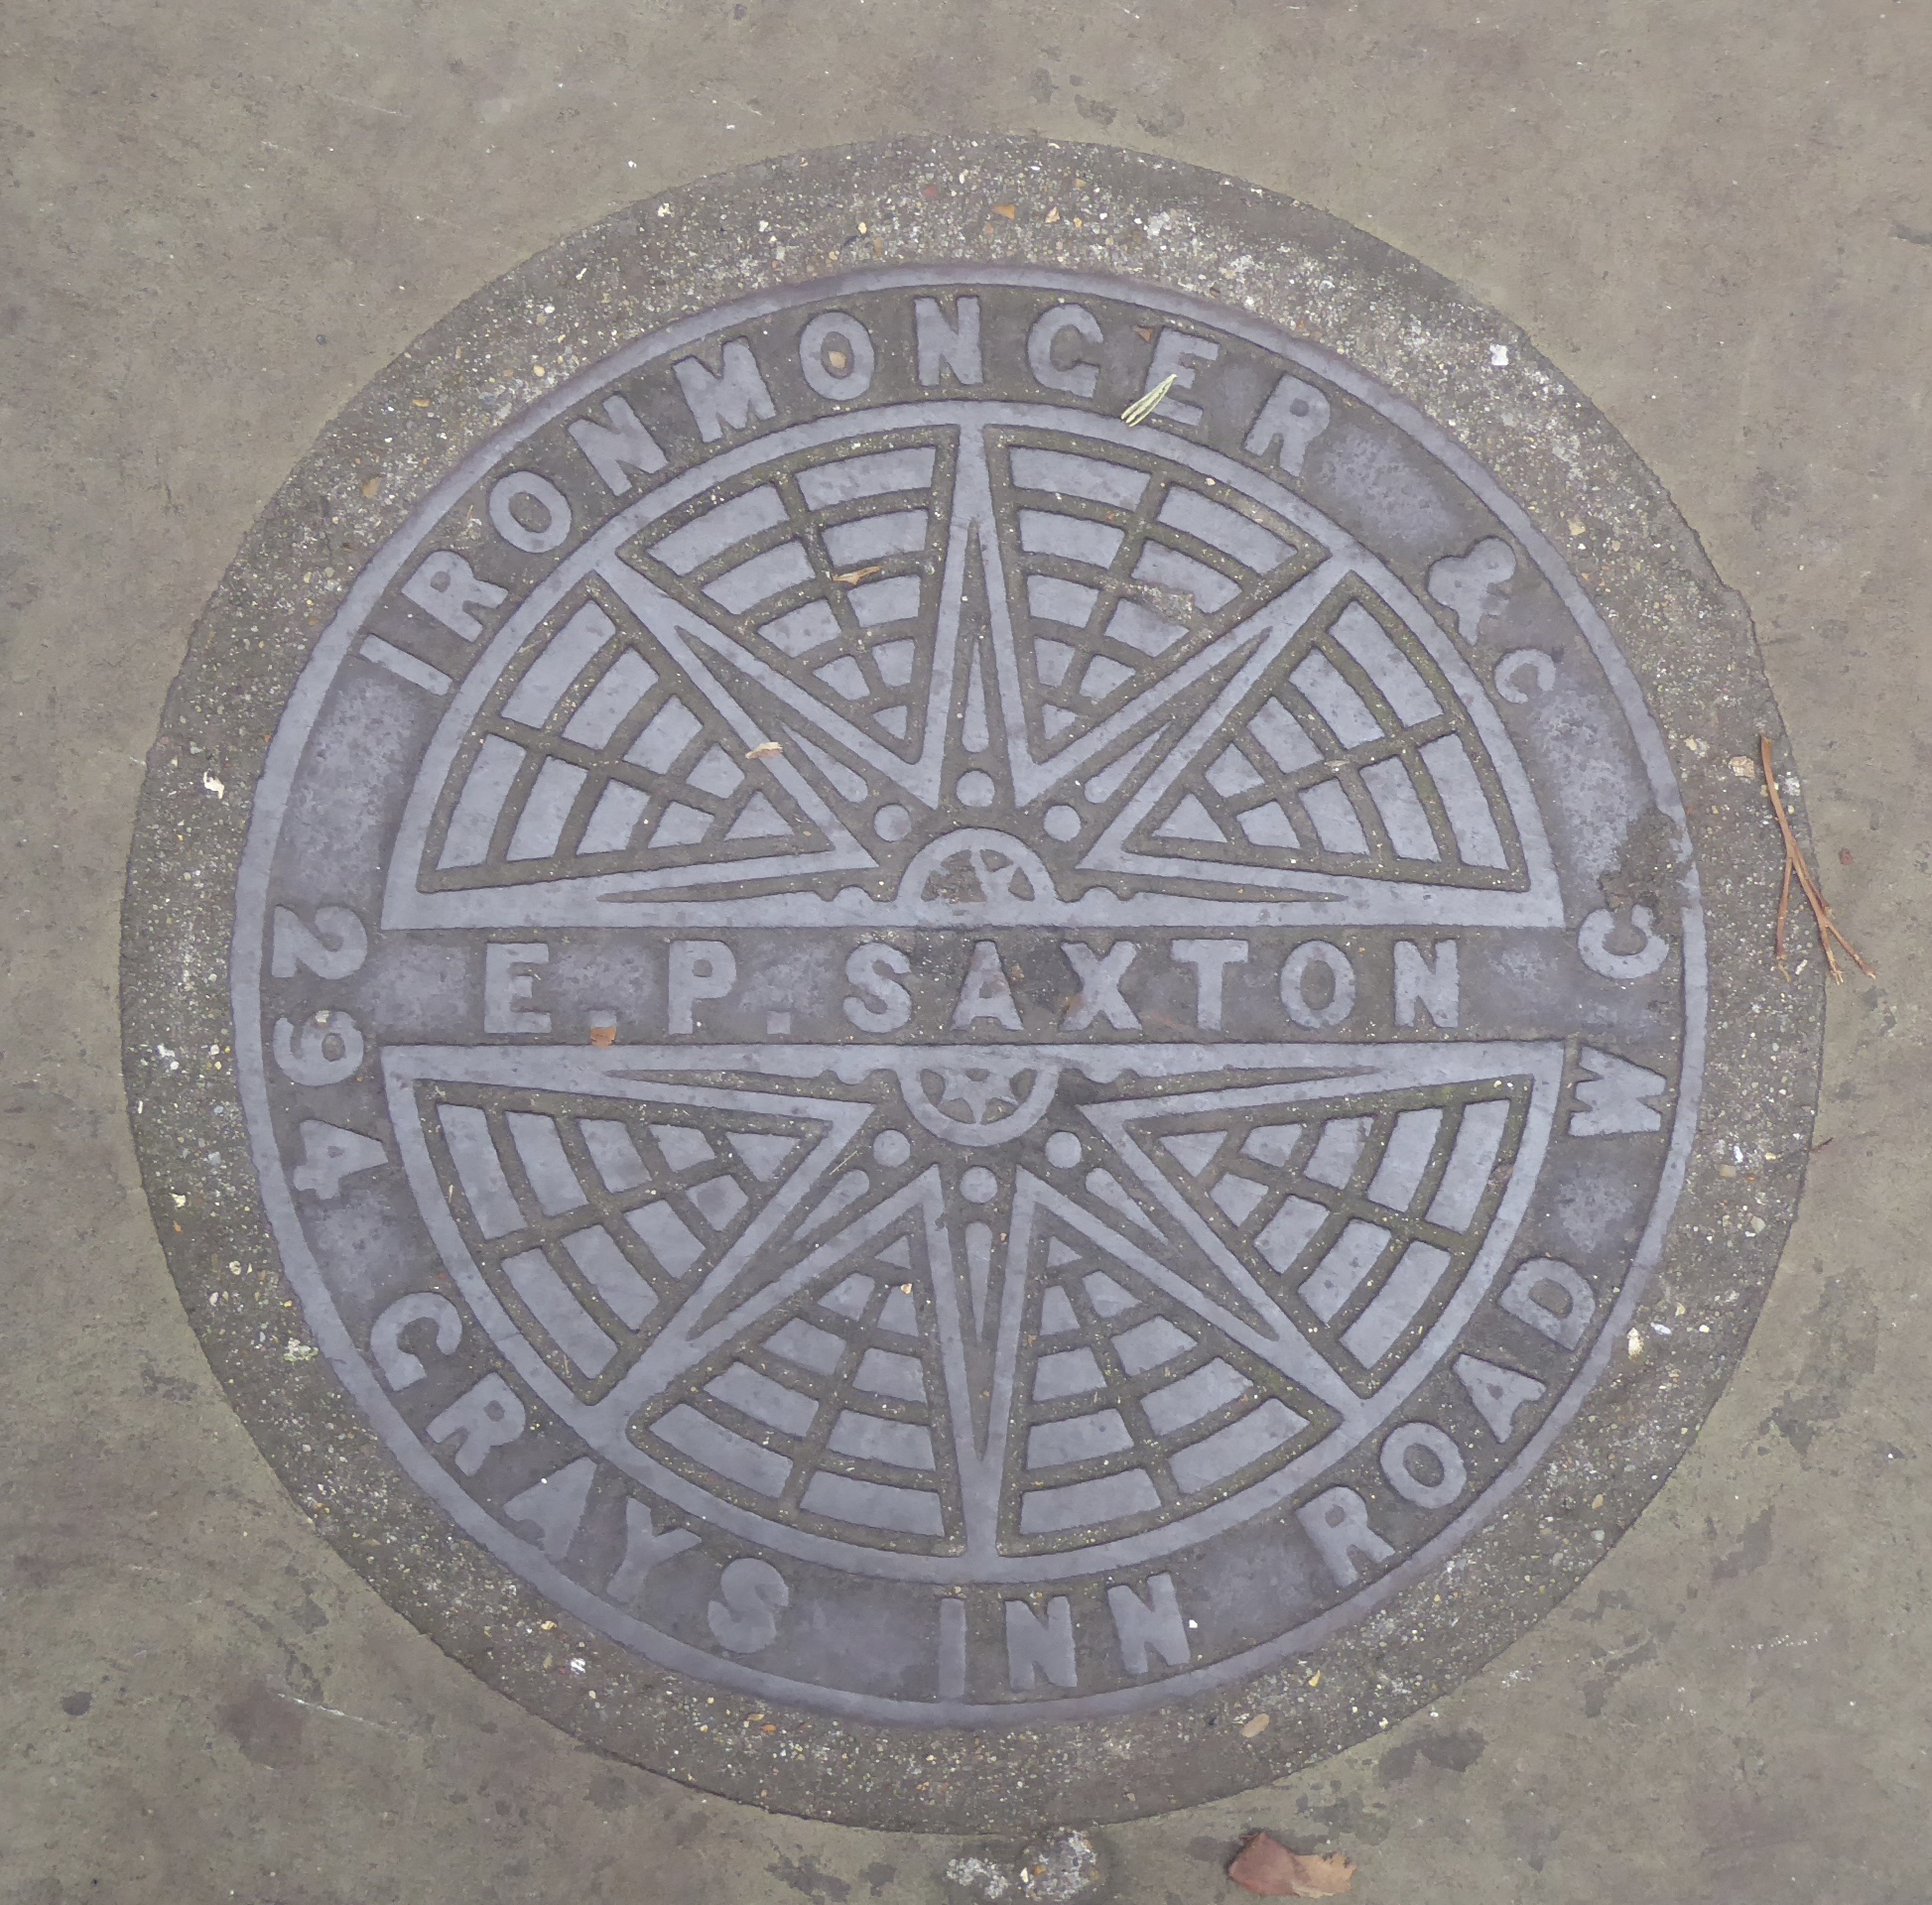 IRONMONGER &C
E. P. SAXTON
294 GRAYS INN ROAD W C